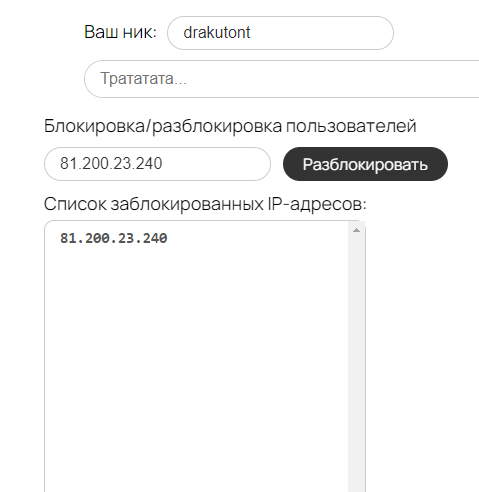 Ваш ник: drakutont
Трататата...
Блокировка/разблокировка пользователей
81.200.23.240 Разблокировать
Список заблокированных IP-адресов:
81.200.23.240